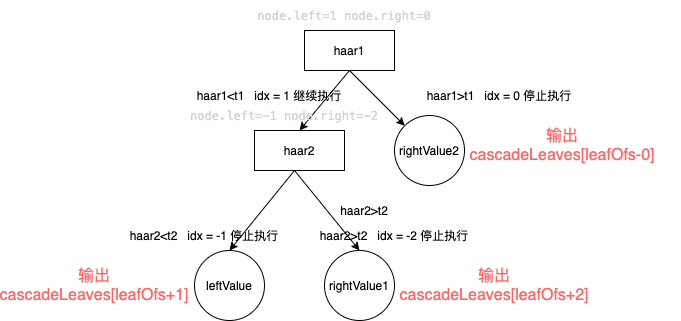 node.left=1 node.right=0
haar1
haar1<t1 idx = 1 继续执行
haar1>t1 idx = 0 停止执行
node.left=-1 node.right=-2
haar2
rightValue2
输出
cascadeLeaves[leafOfs-0]
haar2>t2
haar2<t2 idx = -1 停止执行
haar2>t2 idx = -2 停止执行
输出
cascadeLeaves[leafOfs+1]
leftValue
rightValue1
输出
cascadeLeaves[leafOfs+2]